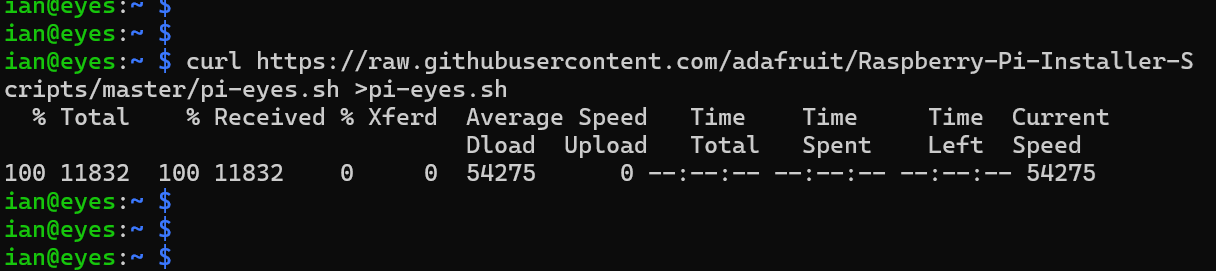 ian@eyes:~ $
ian@eyes:~ $
ian@eyes:~ $ curl https://raw.githubusercontent.com/adafruit/Raspberry-Pi-Installer-S
cripts/master/pi-eyes.sh >pi-eyes.sh
  % Total    % Received % Xferd  Average Speed   Time    Time     Time  Current
                                 Dload  Upload   Total   Spent    Left  Speed
100 11832  100 11832    0     0  54275      0 --:--:-- --:--:-- --:--:-- 54275
ian@eyes:~ $
ian@eyes:~ $
ian@eyes:~ $